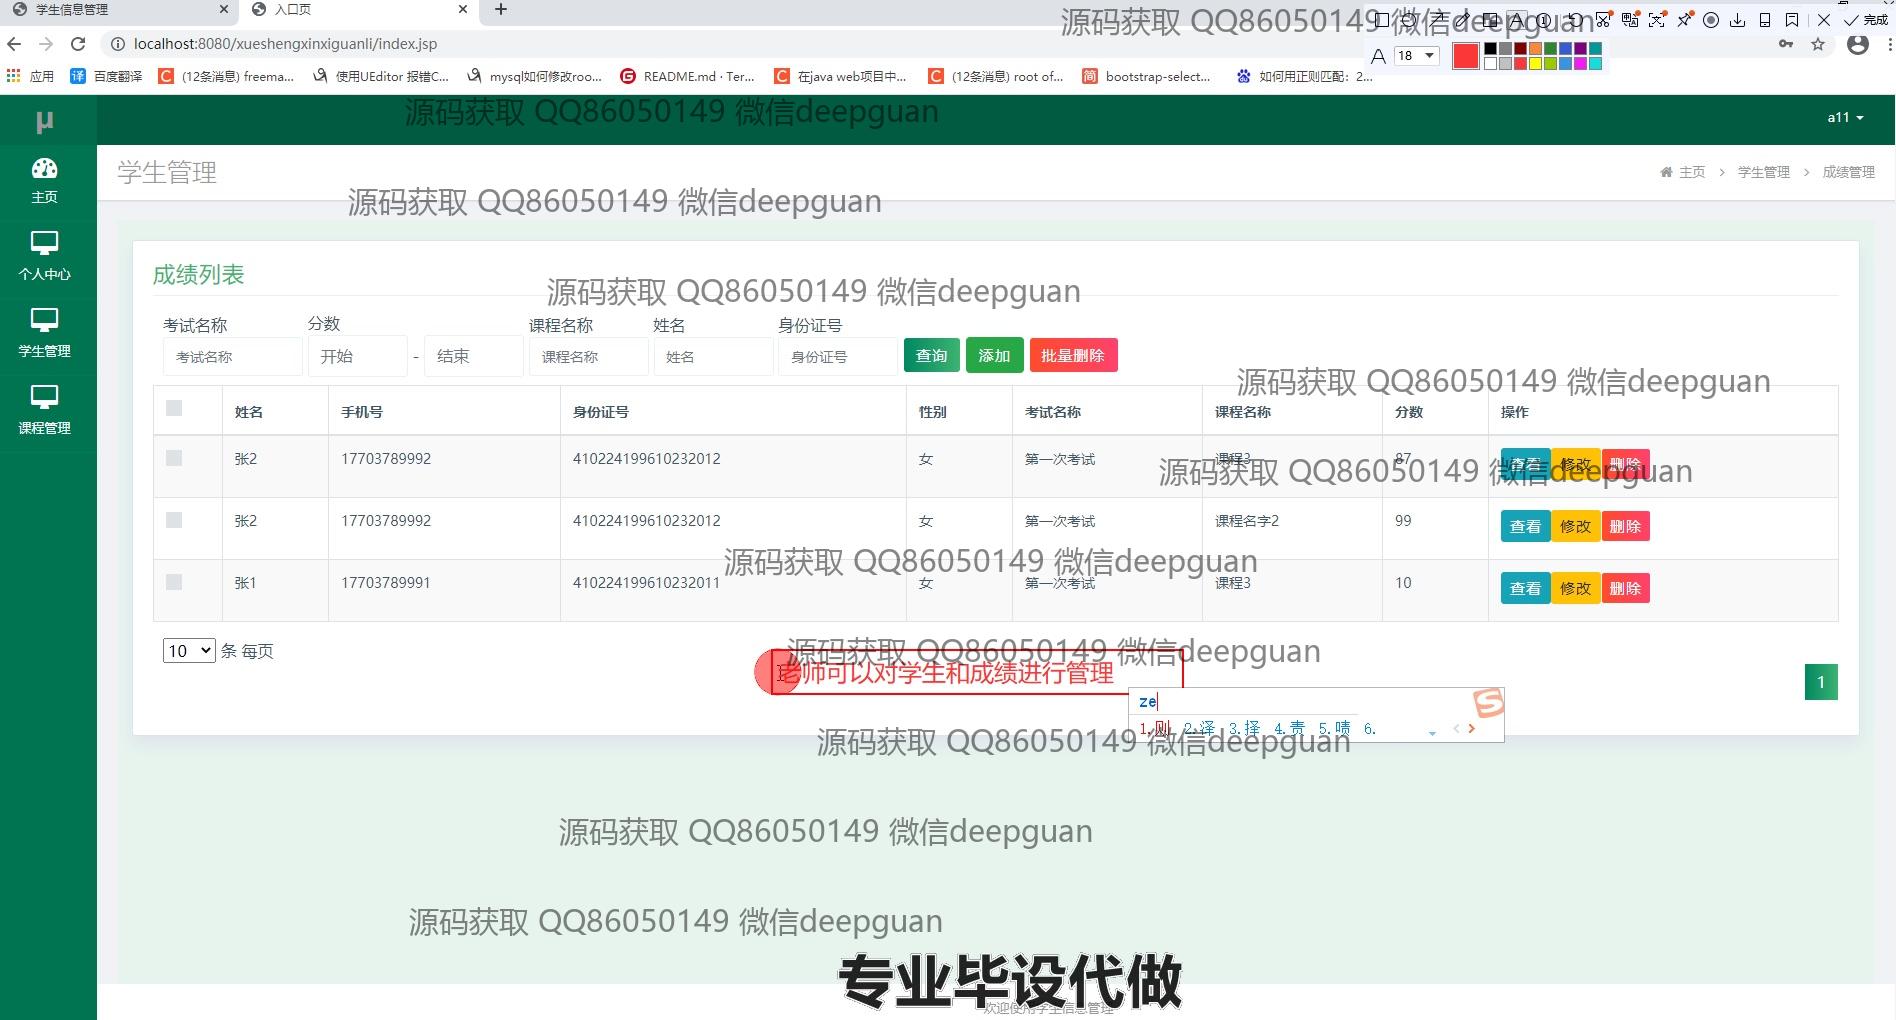 学生信息管理
入口页
源码获取 QQ86050149 微信deepguan
完成
localhost:8080/xueshengxinxiguanli/index.jsp
A 18
应用
百度翻译
(12条消息) freema...
使用UEditor 报错C...
mysql如何修改roo...
README.md · Ter...
在java web项目中...
(12条消息) root of...
bootstrap-select...
如何用正则匹配：2...
源码获取 QQ86050149 微信deepguan
μ
a11
学生管理
主页 > 学生管理 > 成绩管理
源码获取 QQ86050149 微信deepguan
主页
个人中心
学生管理
课程管理
成绩列表
源码获取 QQ86050149 微信deepguan
考试名称 分数 课程名称 姓名 身份证号
考试名称 开始 - 结束 课程名称 姓名 身份证号 查询 添加 批量删除
源码获取 QQ86050149 微信deepguan
姓名 手机号 身份证号 性别 考试名称 课程名称 分数 操作
张2 17703789992 410224199610232012 女 第一次考试 课程3 87 查看 修改 删除
源码获取 QQ86050149 微信deepguan
张2 17703789992 410224199610232012 女 第一次考试 课程名字2 99 查看 修改 删除
源码获取 QQ86050149 微信deepguan
张1 17703789991 410224199610232011 女 第一次考试 课程3 10 查看 修改 删除
10 条 每页
源码获取 QQ86050149 微信deepguan
老师可以对学生和成绩进行管理
1
ze
1.则 2.泽 3.择 4.责 5.啧 6.
源码获取 QQ86050149 微信deepguan
源码获取 QQ86050149 微信deepguan
源码获取 QQ86050149 微信deepguan
专业毕设代做
欢迎使用学生信息管理